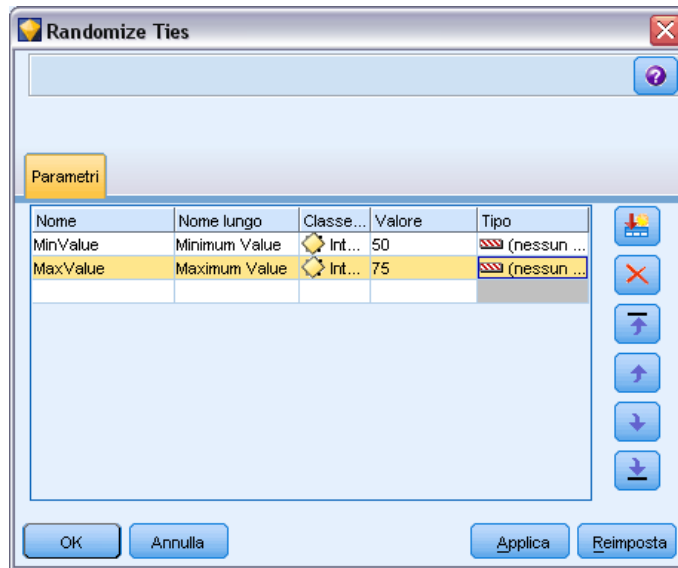 Randomize Ties
Parametri
Nome Nome lungo Classe... Valore Tipo
MinValue Minimum Value Int... 50 (nessun ...
MaxValue Maximum Value Int... 75 (nessun ...
OK Annulla Applica Reimposta